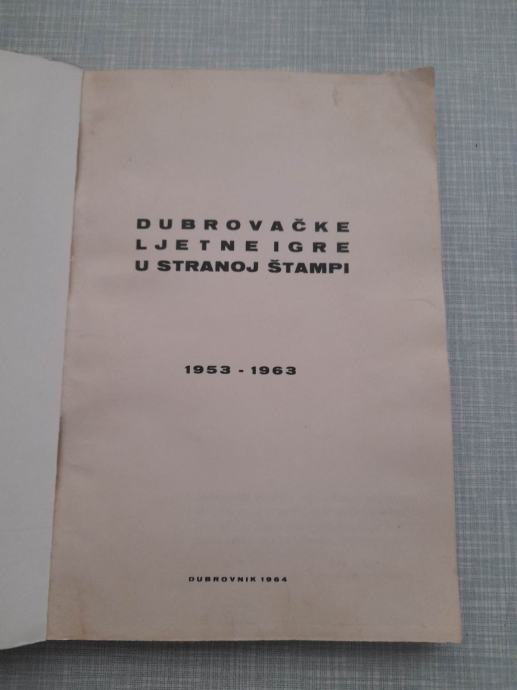 DUBROVAČKE
LJETNE IGRE
U STRANOJ ŠTAMPI
1953 - 1963
DUBROVNIK 1964